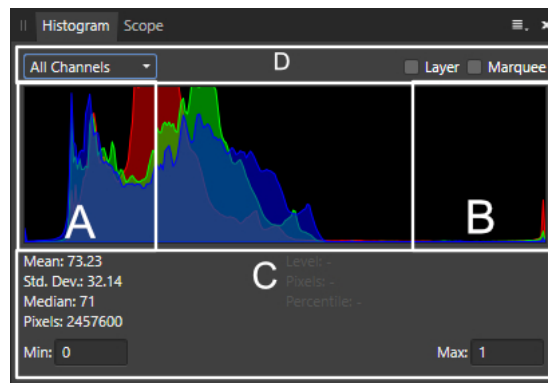 Histogram Scope
All Channels D Layer Marquee
A B
Mean: 73.23 Level: -
Std. Dev.: 32.14 C Pixels: -
Median: 71 Percentile: -
Pixels: 2457600
Min: 0 Max: 1